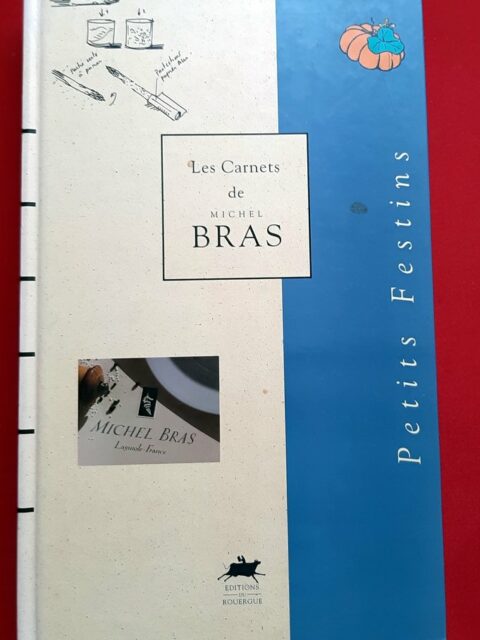 Les Carnets
de
MICHEL
BRAS
Petits Festins
MICHEL BRAS
Laguiole-France
EDITIONS
DU
ROUERGUE